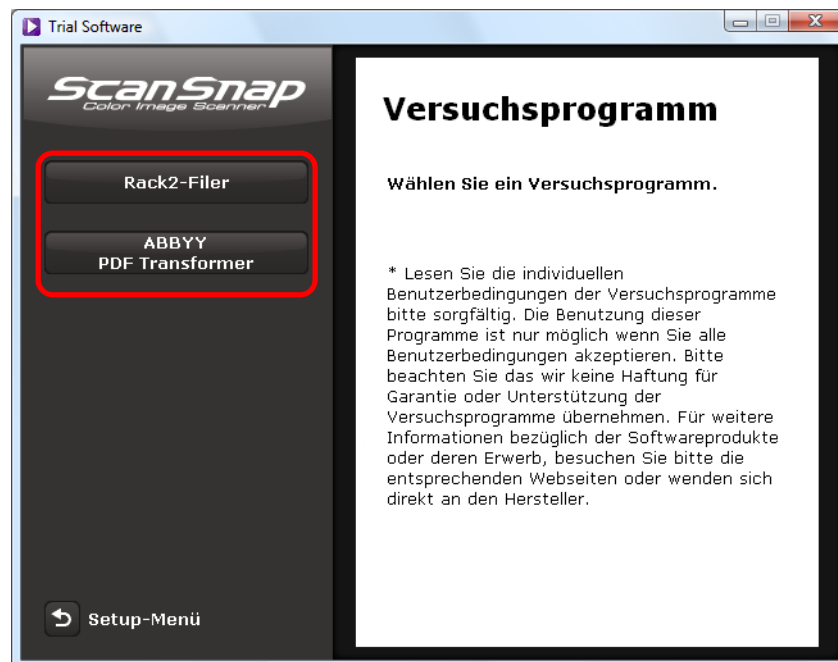 Trial Software
ScanSnap
Color Image Scanner
Rack2-Filer
ABBYY
PDF Transformer
Setup-Menü
Versuchsprogramm
Wählen Sie ein Versuchsprogramm.
* Lesen Sie die individuellen
Benutzerbedingungen der Versuchsprogramme
bitte sorgfältig. Die Benutzung dieser
Programme ist nur möglich wenn Sie alle
Benutzerbedingungen akzeptieren. Bitte
beachten Sie das wir keine Haftung für
Garantie oder Unterstützung der
Versuchsprogramme übernehmen. Für weitere
Informationen bezüglich der Softwareprodukte
oder deren Erwerb, besuchen Sie bitte die
entsprechenden Webseiten oder wenden sich
direkt an den Hersteller.